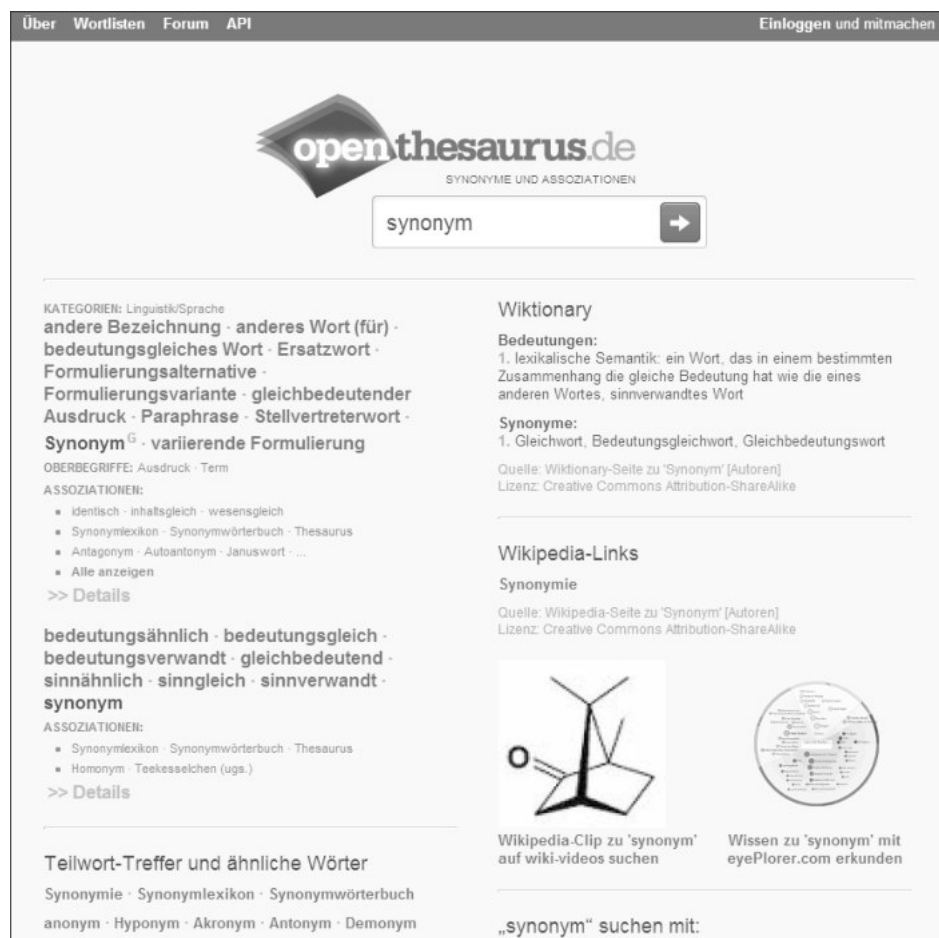 Über Wortlisten Forum API Einloggen und mitmachen
openthesaurus.de
SYNONYME UND ASSOZIATIONEN
synonym
KATEGORIEN: Linguistik/Sprache
andere Bezeichnung · anderes Wort (für) ·
bedeutungsgleiches Wort · Ersatzwort ·
Formulierungsalternative ·
Formulierungsvariante · gleichbedeutender
Ausdruck · Paraphrase · Stellvertreterwort ·
Synonym G · variierende Formulierung
OBERBEGRIFFE: Ausdruck · Term
ASSOZIATIONEN:
▪ identisch · inhaltsgleich · wesensgleich
▪ Synonymlexikon · Synonymwörterbuch · Thesaurus
▪ Antagonym · Autoantonym · Januswort · ...
▪ Alle anzeigen
>> Details
bedeutungsähnlich · bedeutungsgleich ·
bedeutungsverwandt · gleichbedeutend ·
sinnähnlich · sinngleich · sinnverwandt ·
synonym
ASSOZIATIONEN:
▪ Synonymlexikon · Synonymwörterbuch · Thesaurus
▪ Homonym · Teekesselchen (ugs.)
>> Details
Teilwort-Treffer und ähnliche Wörter
Synonymie · Synonymlexikon · Synonymwörterbuch
anonym · Hyponym · Akronym · Antonym · Demonym
Wiktionary
Bedeutungen:
1. lexikalische Semantik: ein Wort, das in einem bestimmten
Zusammenhang die gleiche Bedeutung hat wie die eines
anderen Wortes, sinnverwandtes Wort
Synonyme:
1. Gleichwort, Bedeutungsgleichwort, Gleichbedeutungswort
Quelle: Wiktionary-Seite zu 'Synonym' [Autoren]
Lizenz: Creative Commons Attribution-ShareAlike
Wikipedia-Links
Synonymie
Quelle: Wikipedia-Seite zu 'Synonym' [Autoren]
Lizenz: Creative Commons Attribution-ShareAlike
O
Wikipedia-Clip zu 'synonym'
auf wiki-videos suchen
Wissen zu 'synonym' mit
eyePlorer.com erkunden
„synonym“ suchen mit: